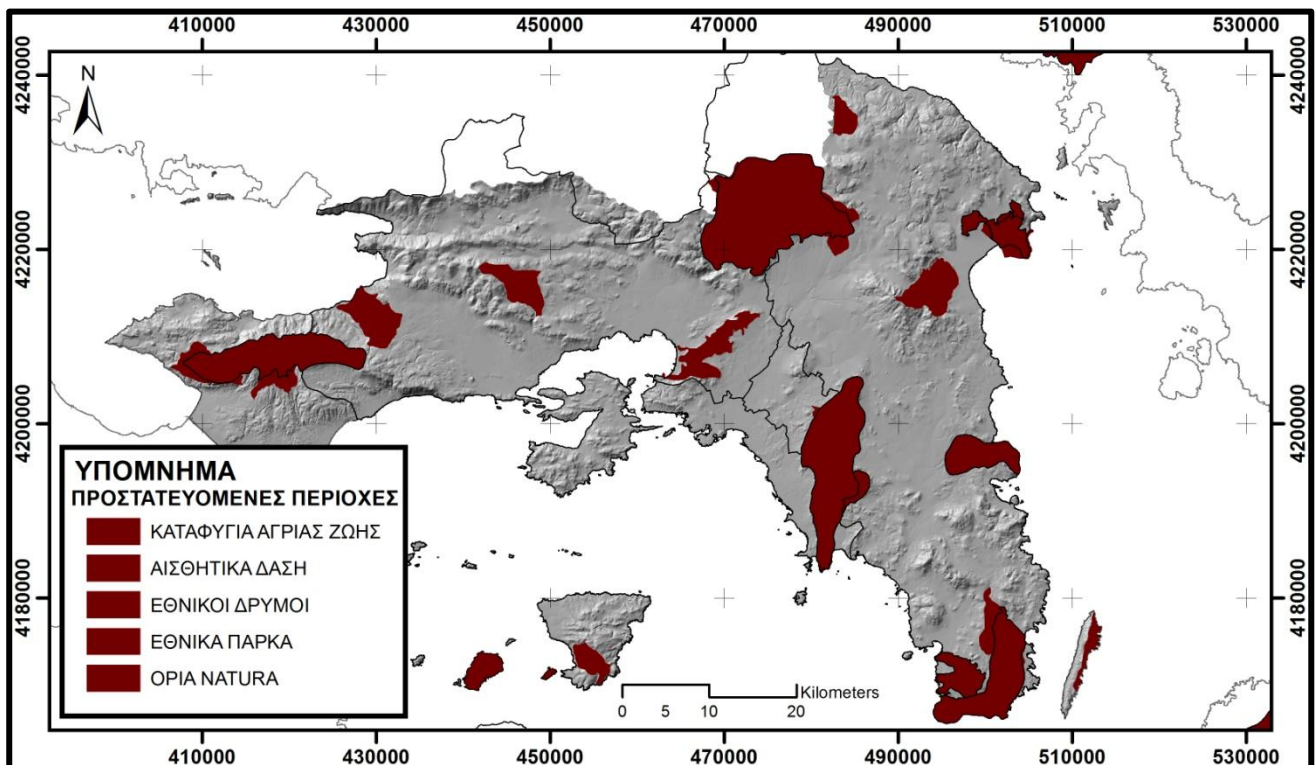 410000 430000 450000 470000 490000 510000 530000
4240000 4240000
N
4220000 4220000
4200000 4200000
ΥΠΟΜΝΗΜΑ
ΠΡΟΣΤΑΤΕΥΟΜΕΝΕΣ ΠΕΡΙΟΧΕΣ
ΚΑΤΑΦΥΓΙΑ ΑΓΡΙΑΣ ΖΩΗΣ
ΑΙΣΘΗΤΙΚΑ ΔΑΣΗ
ΕΘΝΙΚΟΙ ΔΡΥΜΟΙ
ΕΘΝΙΚΑ ΠΑΡΚΑ
ΟΡΙΑ NATURA
4180000 4180000
Kilometers
0 5 10 20
410000 430000 450000 470000 490000 510000 530000